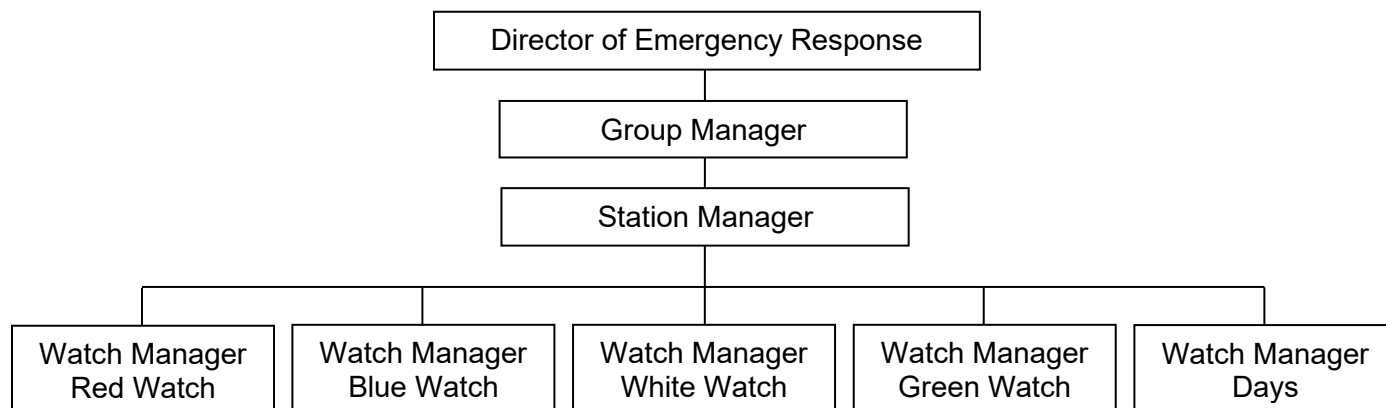 Director of Emergency Response
Group Manager
Station Manager
Watch Manager
Red Watch
Watch Manager
Blue Watch
Watch Manager
White Watch
Watch Manager
Green Watch
Watch Manager
Days